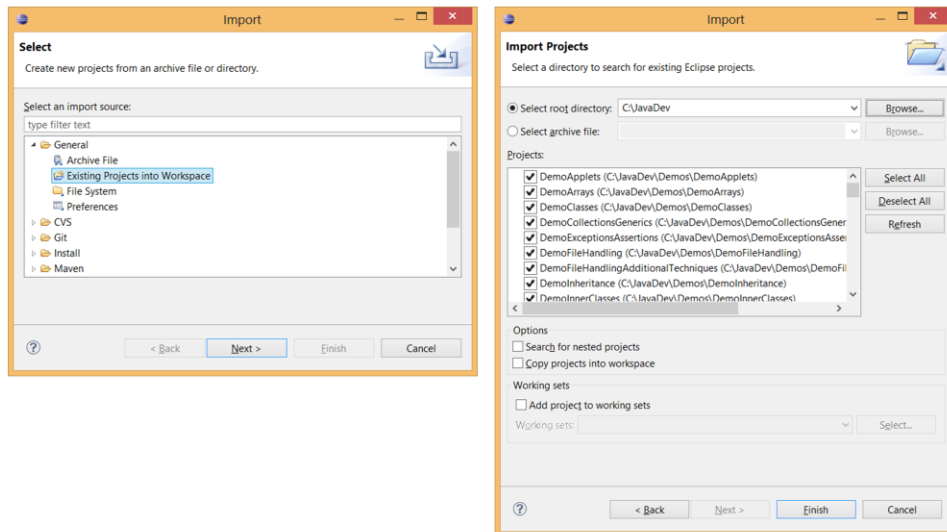 Import
Select
Create new projects from an archive file or directory.
Select an import source:
type filter text
General
Archive File
Existing Projects into Workspace
File System
Preferences
CVS
Git
Install
Maven
< Back
Next >
Finish
Cancel
Import
Import Projects
Select a directory to search for existing Eclipse projects.
Select root directory: C:\JavaDev Browse...
Select archive file: Browse...
Projects:
DemoApplets (C:\JavaDev\Demos\DemoApplets)
DemoArrays (C:\JavaDev\Demos\DemoArrays)
DemoClasses (C:\JavaDev\Demos\DemoClasses)
DemoCollectionsGenerics (C:\JavaDev\Demos\DemoCollectionsGener
DemoExceptionsAssertions (C:\JavaDev\Demos\DemoExceptionsAsser
DemoFileHandling (C:\JavaDev\Demos\DemoFileHandling)
DemoFileHandlingAdditionalTechniques (C:\JavaDev\Demos\DemoFil
DemoInheritance (C:\JavaDev\Demos\DemoInheritance)
DemoInnerClasses (C:\JavaDev\Demos\DemoInnerClasses)
Select All
Deselect All
Refresh
Options
Search for nested projects
Copy projects into workspace
Working sets
Add project to working sets
Working sets: Select...
< Back
Next >
Finish
Cancel